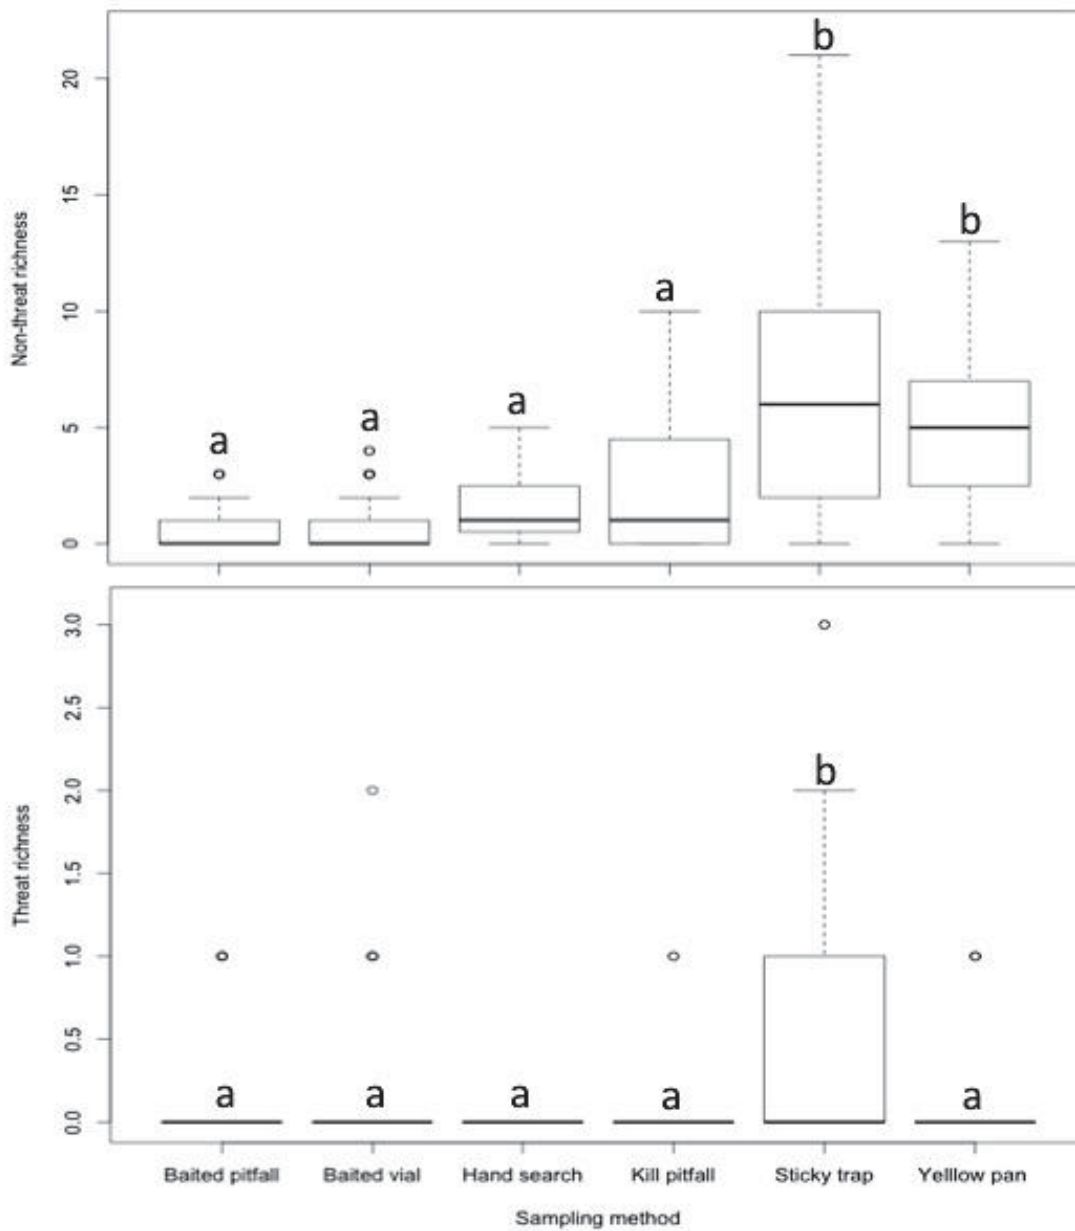 b
20
15
b
Non-threat richness
a
10
a
a
a
5
0
3.0
2.5
b
2.0
Threat richness
1.5
1.0
0.5
a a a a a
0.0
Baited pitfall Baited vial Hand search Kill pitfall Sticky trap Yelllow pan
Sampling method